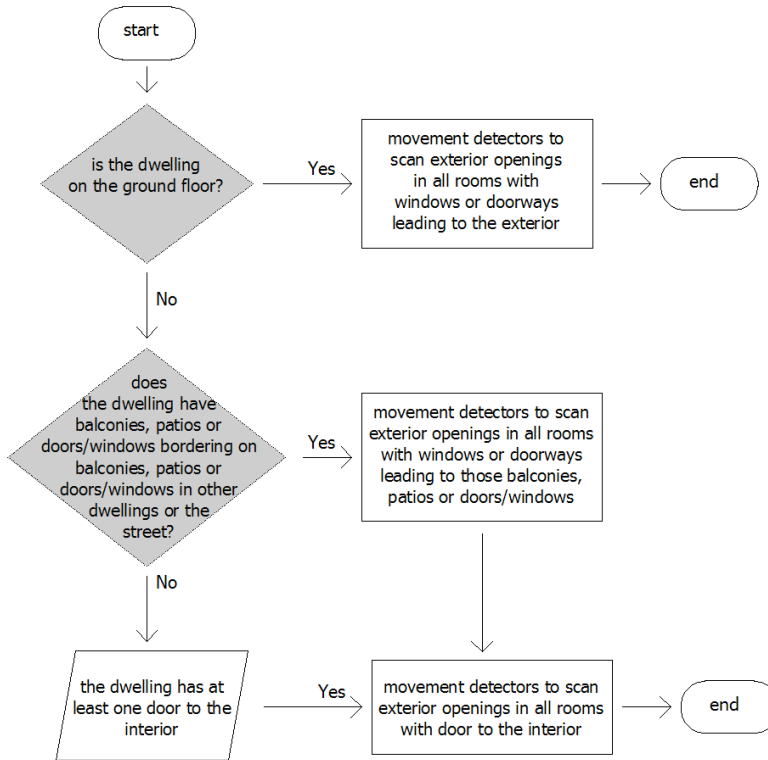 start
is the dwelling
on the ground floor?
Yes
movement detectors to
scan exterior openings
in all rooms with
windows or doorways
leading to the exterior
end
No
does
the dwelling have
balconies, patios or
doors/windows bordering on
balconies, patios or
doors/windows in other
dwellings or the
street?
Yes
movement detectors to scan
exterior openings in all rooms
with windows or doorways
leading to those balconies,
patios or doors/windows
No
the dwelling has at
least one door to the
interior
Yes
movement detectors to scan
exterior openings in all rooms
with door to the interior
end